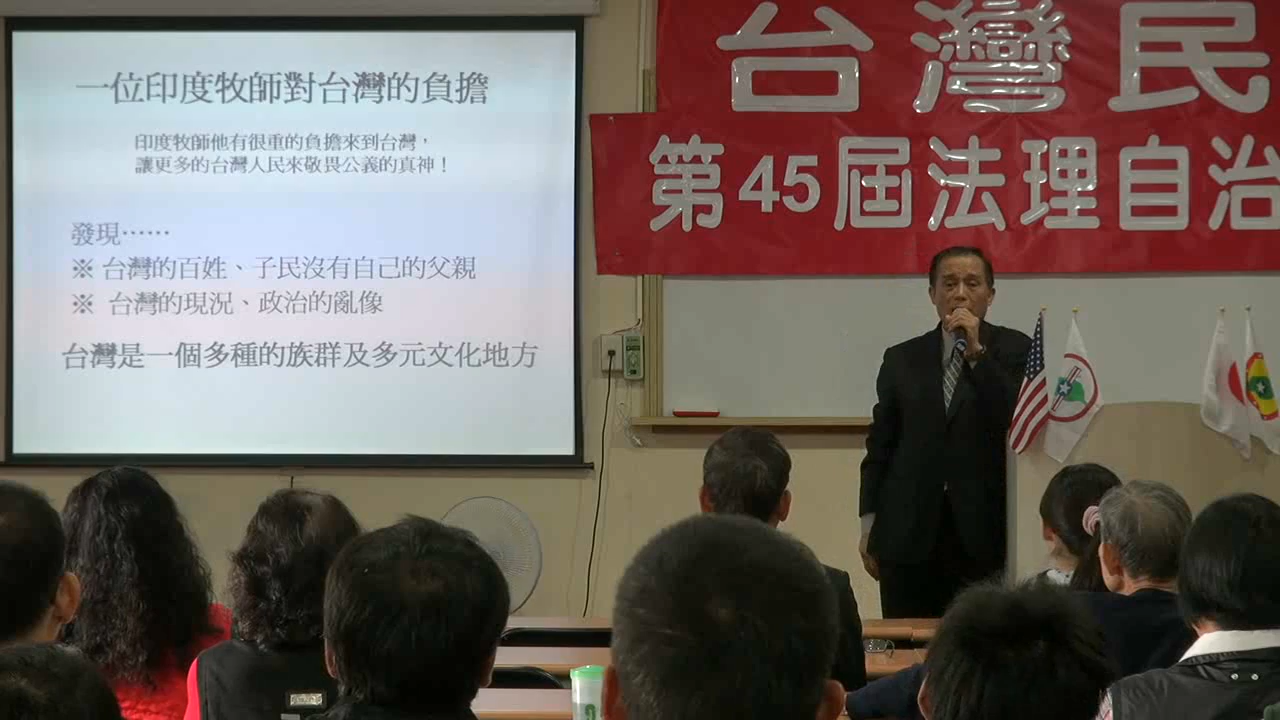 一位印度牧師對台灣的負擔
印度牧師他有很重的負擔來到台灣，
讓更多的台灣人民來敬畏公義的真神！
發現……
※ 台灣的百姓、子民沒有自己的父親
※ 台灣的現況、政治的亂像
台灣是一個多種的族群及多元文化地方
台灣民
第45屆法理自治